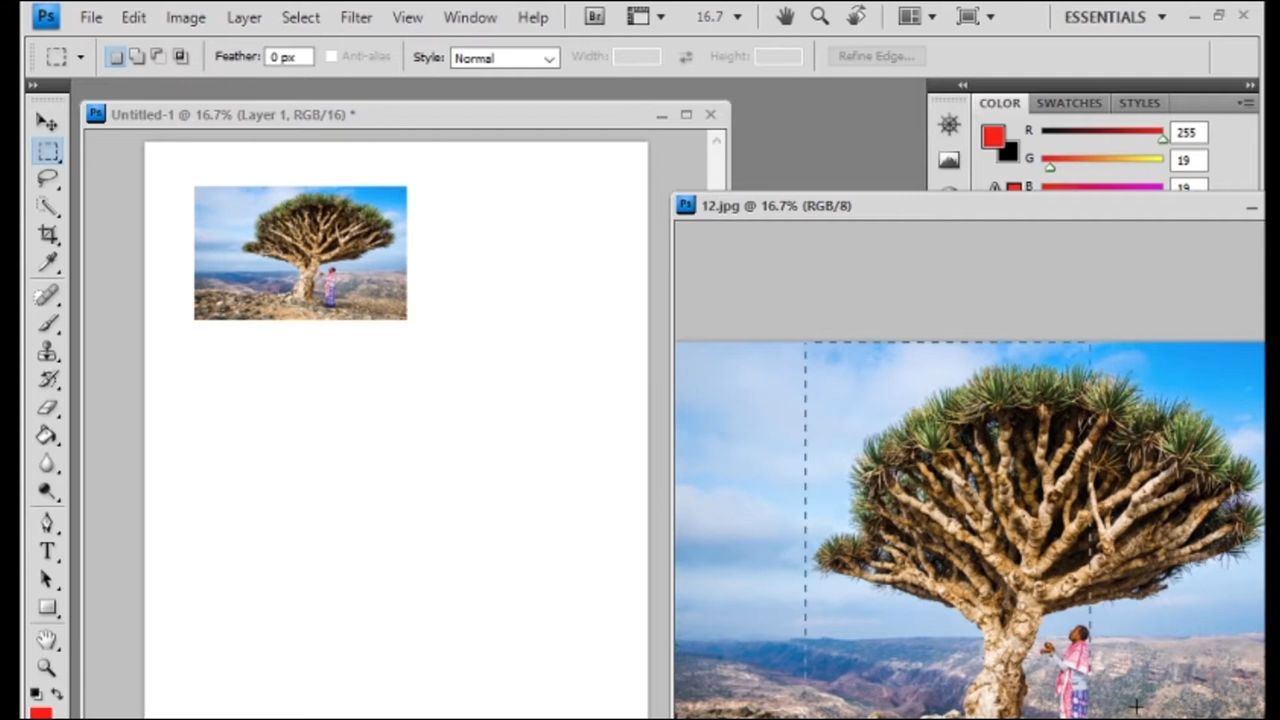 Ps File Edit Image Layer Select Filter View Window Help Br 16.7 ESSENTIALS
Feather: 0 px Anti-alias Style: Normal Width: Height: Refine Edge...
Ps Untitled-1 @ 16.7% (Layer 1, RGB/16) *
COLOR SWATCHES STYLES
R 255
G 19
B 19
Ps 12.jpg @ 16.7% (RGB/8)
T